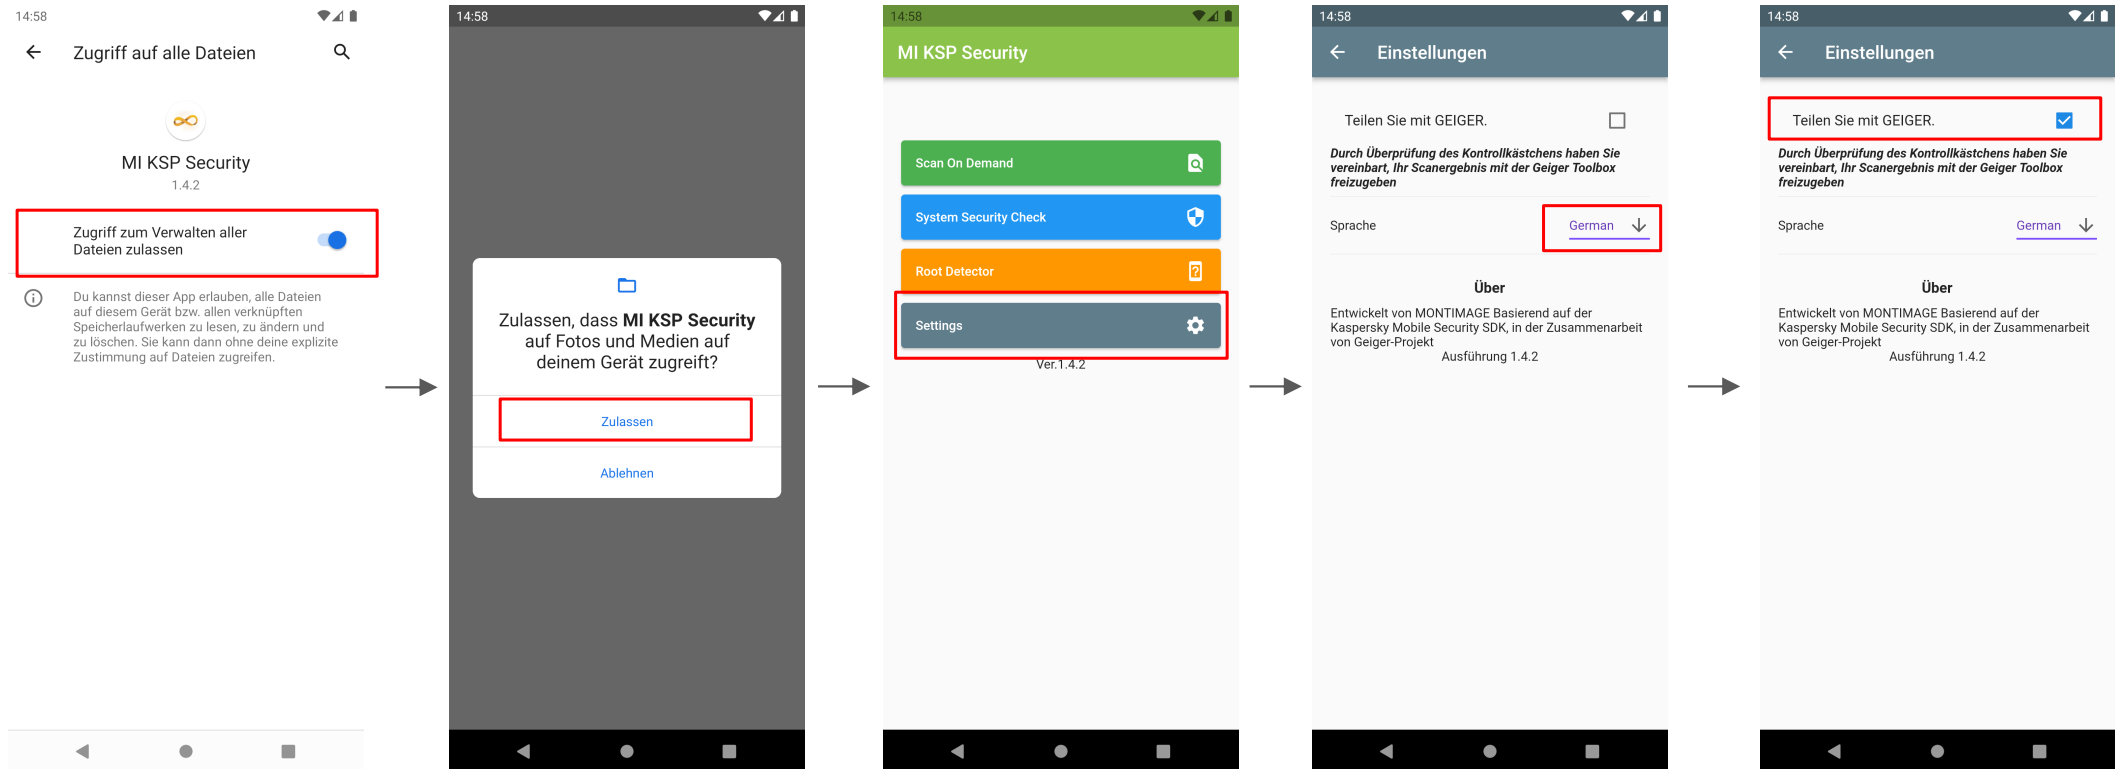 14:58
Zugriff auf alle Dateien
MI KSP Security
1.4.2
Zugriff zum Verwalten aller
Dateien zulassen
Du kannst dieser App erlauben, alle Dateien
auf diesem Gerät bzw. allen verknüpften
Speicherlaufwerken zu lesen, zu ändern und
zu löschen. Sie kann dann ohne deine explizite
Zustimmung auf Dateien zugreifen.
14:58
Zulassen, dass MI KSP Security
auf Fotos und Medien auf
deinem Gerät zugreift?
Zulassen
Ablehnen
14:58
MI KSP Security
Scan On Demand
System Security Check
Root Detector
Settings
Ver.1.4.2
14:58
Einstellungen
Teilen Sie mit GEIGER.
Durch Überprüfung des Kontrollkästchens haben Sie
vereinbart, Ihr Scanergebnis mit der Geiger Toolbox
freizugeben
Sprache German
Über
Entwickelt von MONTIMAGE Basierend auf der
Kaspersky Mobile Security SDK, in der Zusammenarbeit
von Geiger-Projekt
Ausführung 1.4.2
14:58
Einstellungen
Teilen Sie mit GEIGER.
Durch Überprüfung des Kontrollkästchens haben Sie
vereinbart, Ihr Scanergebnis mit der Geiger Toolbox
freizugeben
Sprache German
Über
Entwickelt von MONTIMAGE Basierend auf der
Kaspersky Mobile Security SDK, in der Zusammenarbeit
von Geiger-Projekt
Ausführung 1.4.2